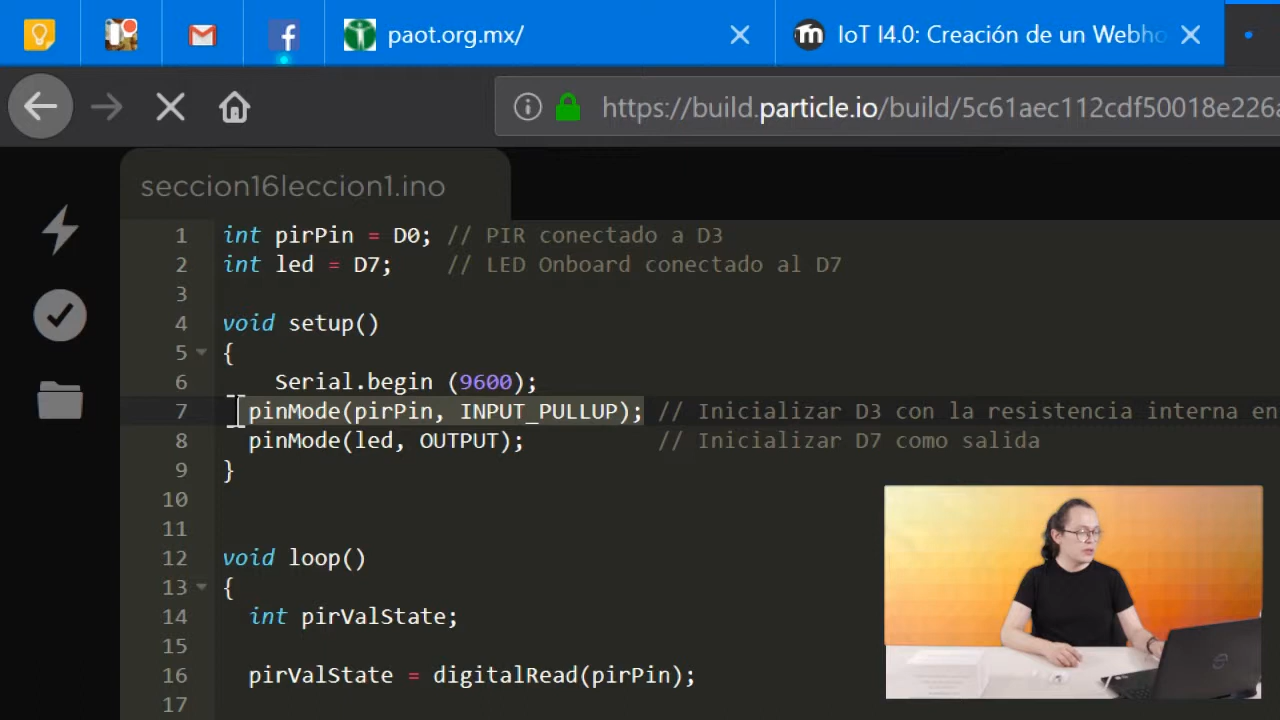 paot.org.mx/
IoT I4.0: Creación de un Webho
https://build.particle.io/build/5c61aec112cdf50018e226a
seccion16leccion1.ino
1 int pirPin = D0; // PIR conectado a D3
2 int led = D7; // LED Onboard conectado al D7
3
4 void setup()
5 {
6 Serial.begin (9600);
7 pinMode(pirPin, INPUT_PULLUP); // Inicializar D3 con la resistencia interna en
8 pinMode(led, OUTPUT); // Inicializar D7 como salida
9 }
10
11
12 void loop()
13 {
14 int pirValState;
15
16 pirValState = digitalRead(pirPin);
17